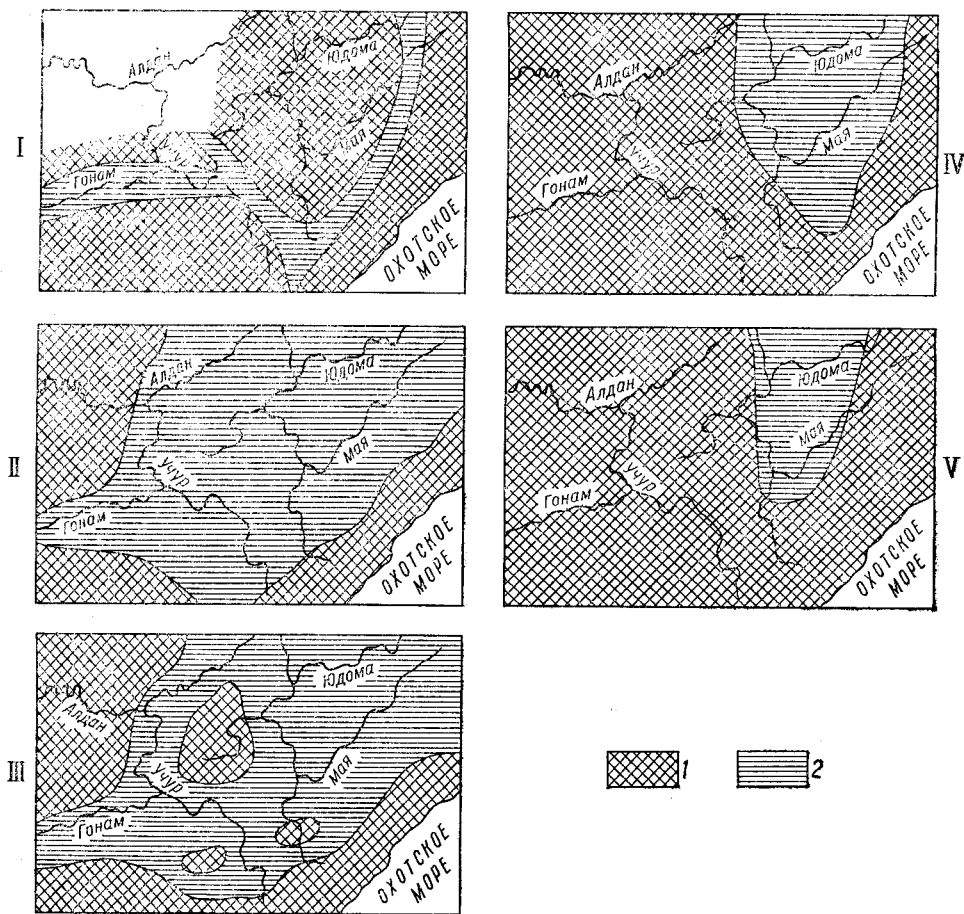 I
Алдан
Юдома
Мая
Учур
Гонам
ОХОТСКОЕ
МОРЕ
IV
Алдан
Юдома
Мая
Учур
Гонам
ОХОТСКОЕ
МОРЕ
II
Алдан
Юдома
Мая
Учур
Гонам
ОХОТСКОЕ
МОРЕ
V
Алдан
Юдома
Мая
Учур
Гонам
ОХОТСКОЕ
МОРЕ
III
Алдан
Юдома
Мая
Учур
Гонам
ОХОТСКОЕ
МОРЕ
1
2